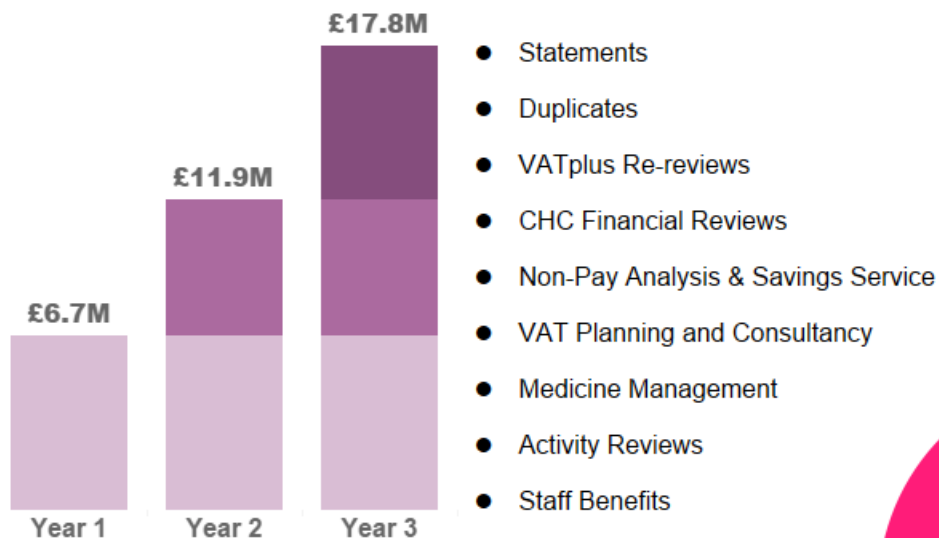 £17.8M
£11.9M
£6.7M
Year 1
Year 2
Year 3
● Statements
● Duplicates
● VATplus Re-reviews
● CHC Financial Reviews
● Non-Pay Analysis & Savings Service
● VAT Planning and Consultancy
● Medicine Management
● Activity Reviews
● Staff Benefits